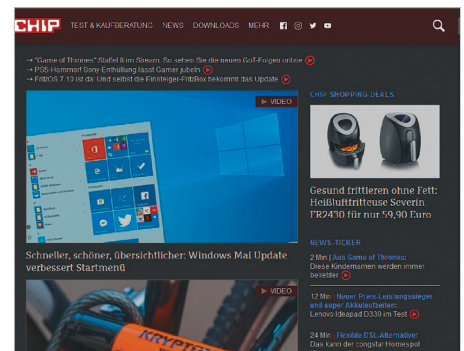 CHIP TEST & KAUFBERATUNG NEWS DOWNLOADS MEHR
→ "Game of Thrones" Staffel 8 im Stream: So sehen Sie die neuen GoT-Folgen online
→ PS5-Hammer! Sony-Enthüllung lässt Gamer jubeln
→ FritzOS 7.10 ist da: Und selbst die Einsteiger-FritzBox bekommt das Update
VIDEO
Schneller, schöner, übersichtlicher: Windows Mai Update
verbessert Startmenü
VIDEO
KRYPTO
CHIP SHOPPING-DEALS
Gesund frittieren ohne Fett:
Heißluftfritteuse Severin
FR2430 für nur 59,90 Euro
NEWS-TICKER
2 Min | Aus Game of Thrones:
Diese Kindernamen werden immer
beliebter
12 Min | Neuer Preis-Leistungssieger
und super Akkulaufzeiten:
Lenovo Ideapad D330 im Test
24 Min | Flexible DSL-Alternative:
Das kann der congstar Homespot